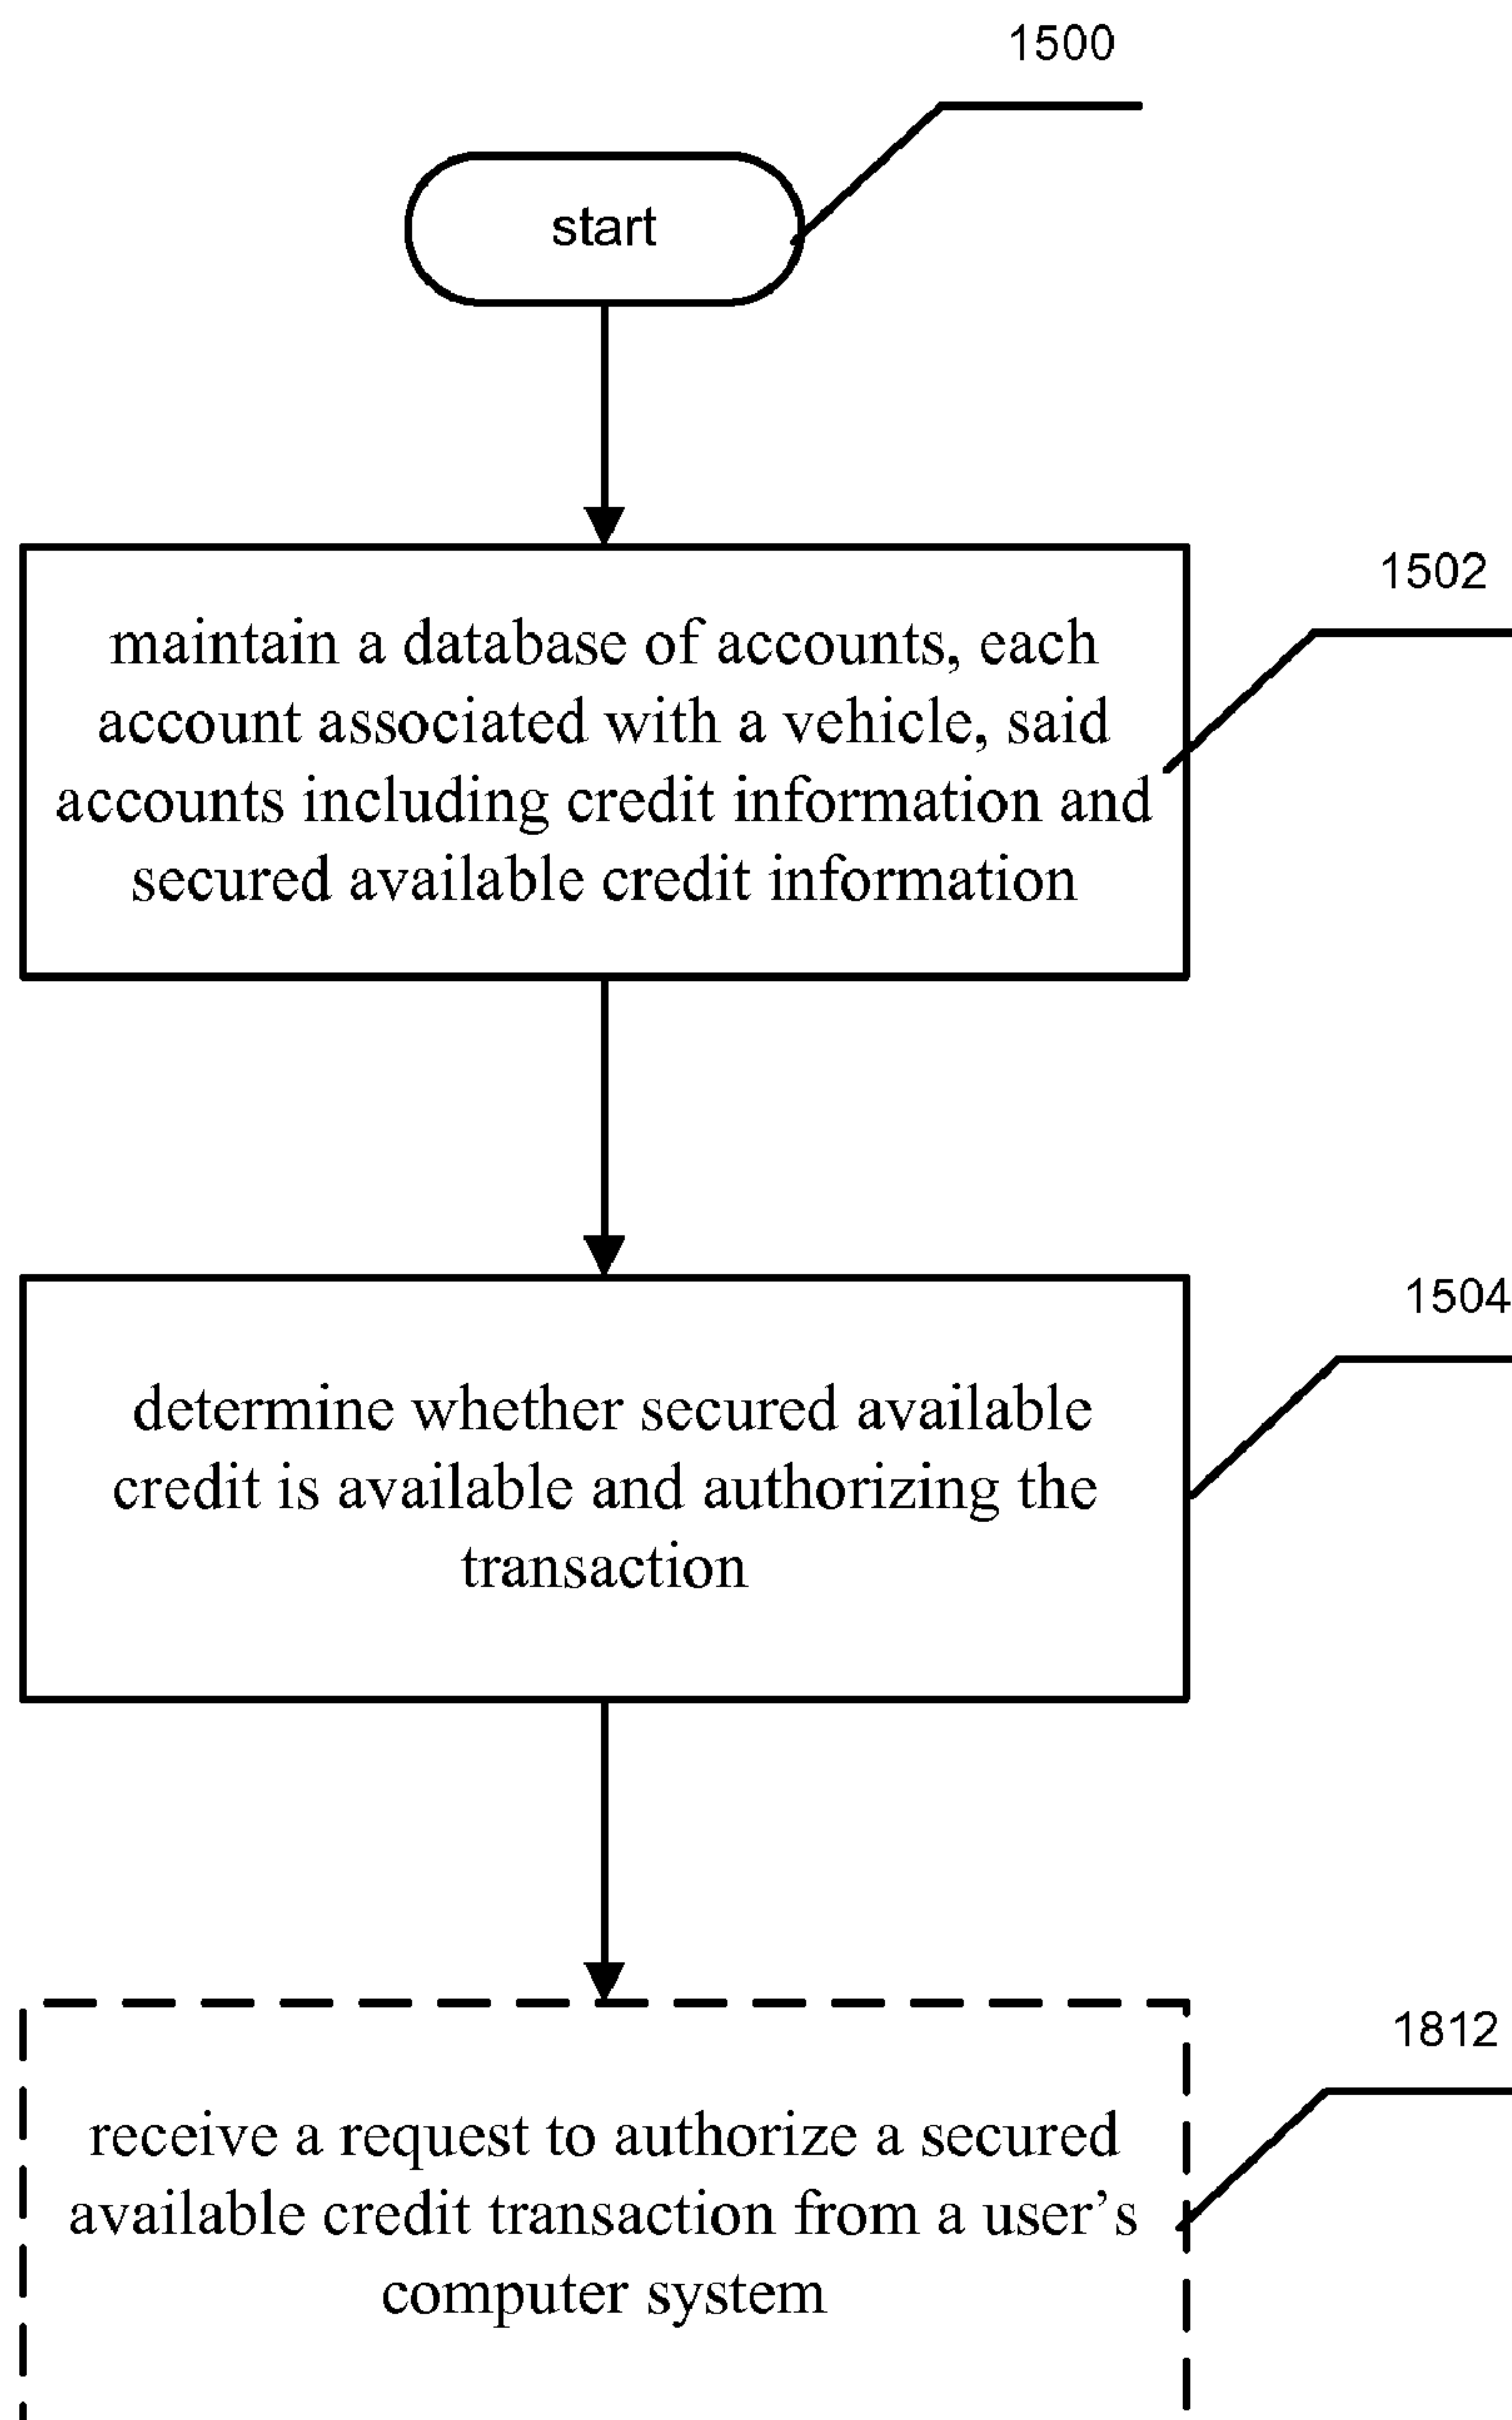 1500
start
1502
maintain a database of accounts, each
account associated with a vehicle, said
accounts including credit information and
secured available credit information
1504
determine whether secured available
credit is available and authorizing the
transaction
1812
receive a request to authorize a secured
available credit transaction from a user’s
computer system